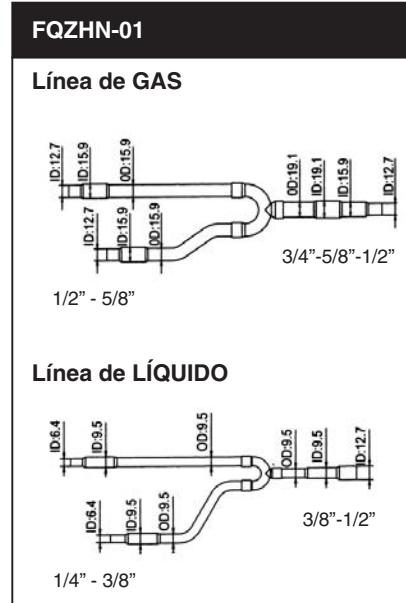 FQZHN-01
Línea de GAS
ID:12.7
ID:15.9
OD:15.9
OD:19.1
ID:19.1
ID:15.9
ID:12.7
ID:12.7
ID:15.9
OD:15.9
3/4”-5/8”-1/2”
1/2” - 5/8”
Línea de LÍQUIDO
ID:6.4
ID:9.5
OD:9.5
OD:9.5
ID:9.5
ID:12.7
ID:6.4
ID:9.5
OD:9.5
3/8”-1/2”
1/4” - 3/8”